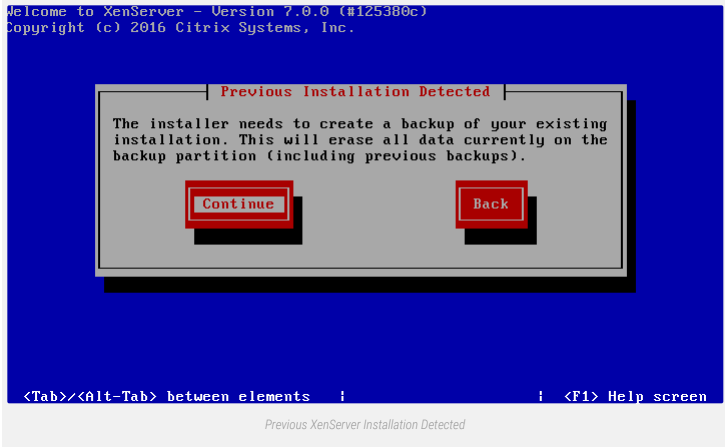 Welcome to XenServer - Version 7.0.0 (#125380c)
Copyright (c) 2016 Citrix Systems, Inc.
Previous Installation Detected
The installer needs to create a backup of your existing
installation. This will erase all data currently on the
backup partition (including previous backups).
Continue Back
<Tab>/<Alt-Tab> between elements | | <F1> Help screen
Previous XenServer Installation Detected